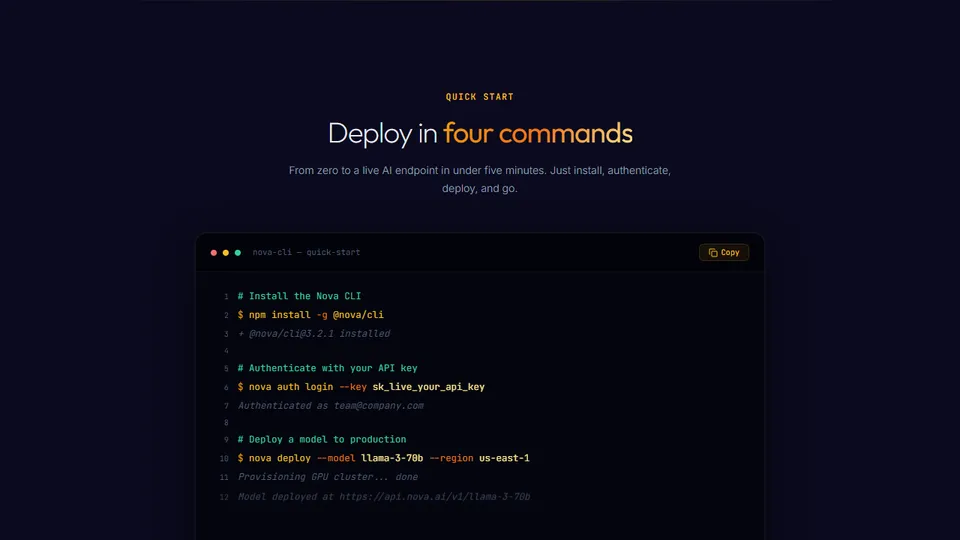 QUICK START
Deploy in four commands
From zero to a live AI endpoint in under five minutes. Just install, authenticate,
deploy, and go.
nova-cli — quick-start
Copy
1 # Install the Nova CLI
2 $ npm install -g @nova/cli
3 + @nova/cli@3.2.1 installed
4
5 # Authenticate with your API key
6 $ nova auth login --key sk_live_your_api_key
7 Authenticated as team@company.com
8
9 # Deploy a model to production
10 $ nova deploy --model llama-3-70b --region us-east-1
11 Provisioning GPU cluster... done
12 Model deployed at https://api.nova.ai/v1/llama-3-70b